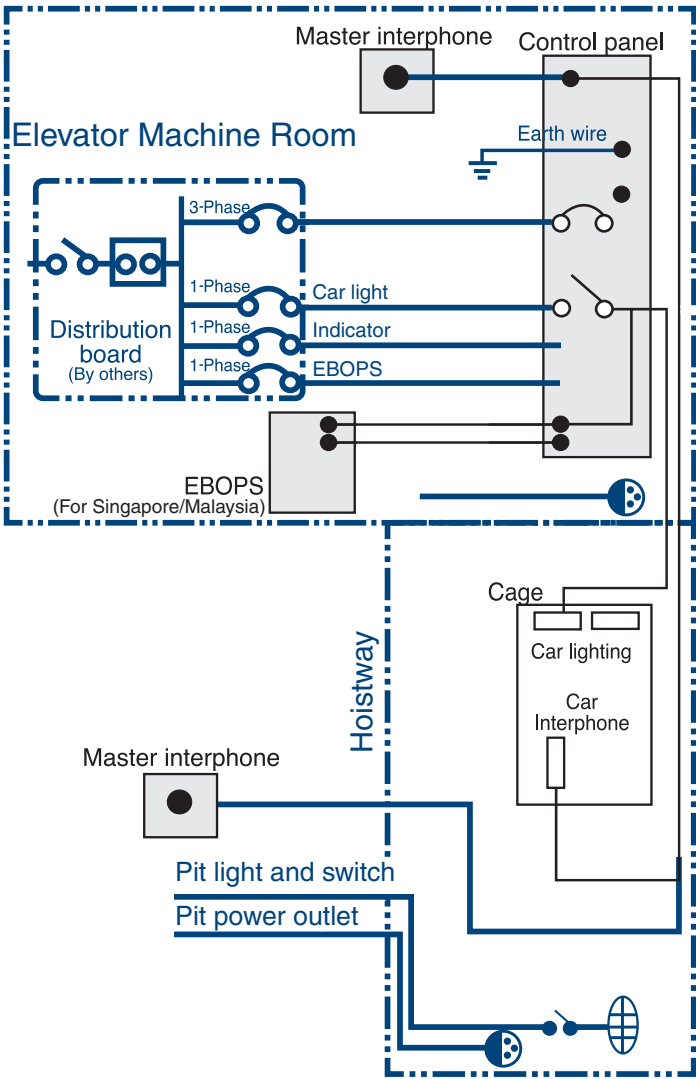 Master interphone
Control panel
Elevator Machine Room
Earth wire
3-Phase
1-Phase
Car light
1-Phase
Indicator
1-Phase
EBOPS
Distribution
board
(By others)
EBOPS
(For Singapore/Malaysia)
Cage
Car lighting
Car
Interphone
Hoistway
Master interphone
Pit light and switch
Pit power outlet